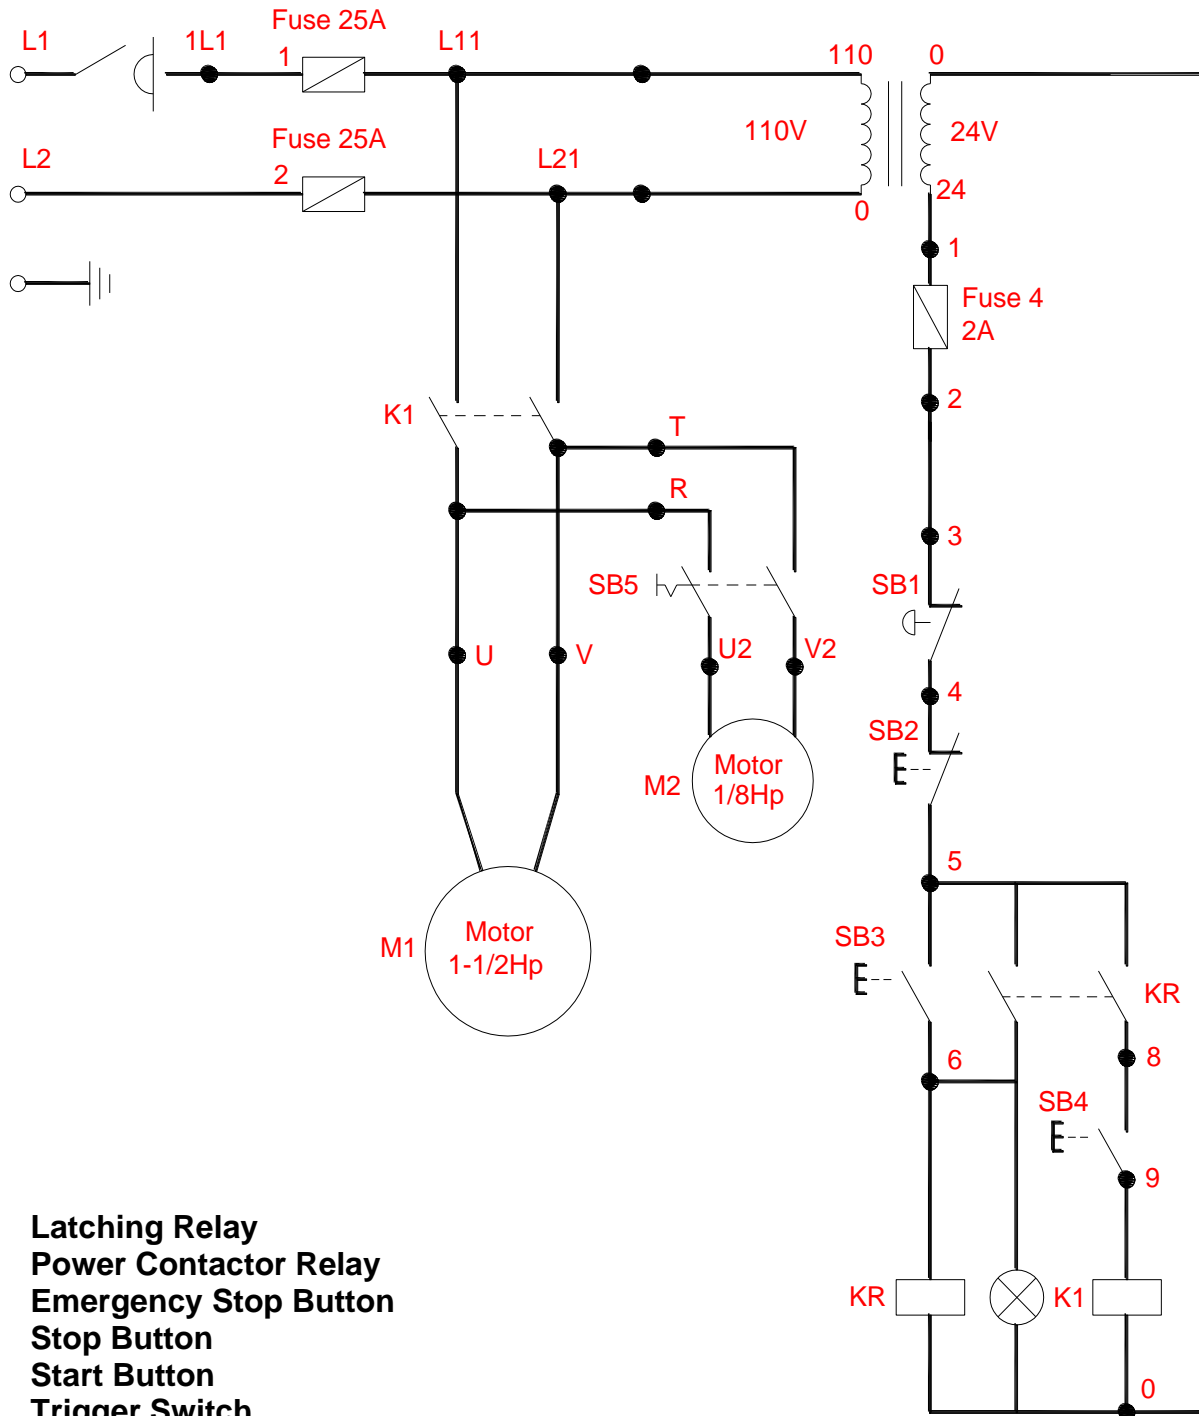 Fuse 25A
L1
1L1
1
L11
110
0
Fuse 25A
110V
24V
L2
2
L21
0
24
1
Fuse 4
2A
2
K1
T
R
3
SB5
SB1
U
V
U2
V2
4
SB2
M2
Motor
1/8Hp
5
M1
Motor
1-1/2Hp
SB3
KR
6
8
SB4
9
KR
K1
0
Latching Relay
Power Contactor Relay
Emergency Stop Button
Stop Button
Start Button
Trigger Switch